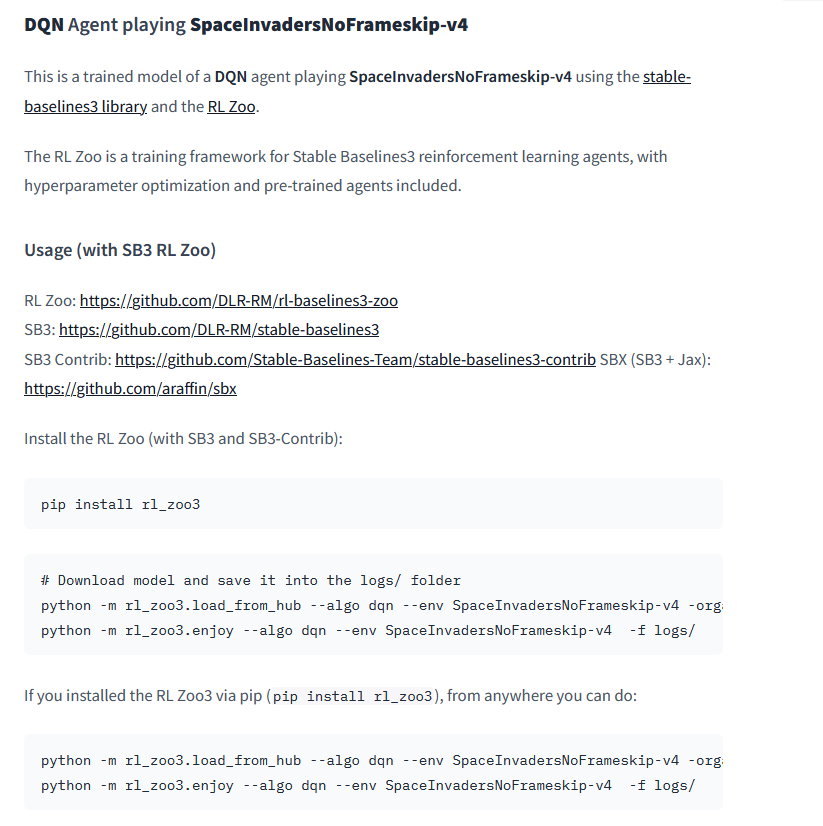 DQN Agent playing SpaceInvadersNoFrameskip-v4
This is a trained model of a DQN agent playing SpaceInvadersNoFrameskip-v4 using the stable-
baselines3 library and the RL Zoo.
The RL Zoo is a training framework for Stable Baselines3 reinforcement learning agents, with
hyperparameter optimization and pre-trained agents included.
Usage (with SB3 RL Zoo)
RL Zoo: https://github.com/DLR-RM/rl-baselines3-zoo
SB3: https://github.com/DLR-RM/stable-baselines3
SB3 Contrib: https://github.com/Stable-Baselines-Team/stable-baselines3-contrib SBX (SB3 + Jax):
https://github.com/araffin/sbx
Install the RL Zoo (with SB3 and SB3-Contrib):
pip install rl_zoo3
# Download model and save it into the logs/ folder
python -m rl_zoo3.load_from_hub --algo dqn --env SpaceInvadersNoFrameskip-v4 -org
python -m rl_zoo3.enjoy --algo dqn --env SpaceInvadersNoFrameskip-v4  -f logs/
If you installed the RL Zoo3 via pip (pip install rl_zoo3), from anywhere you can do:
python -m rl_zoo3.load_from_hub --algo dqn --env SpaceInvadersNoFrameskip-v4 -org
python -m rl_zoo3.enjoy --algo dqn --env SpaceInvadersNoFrameskip-v4  -f logs/